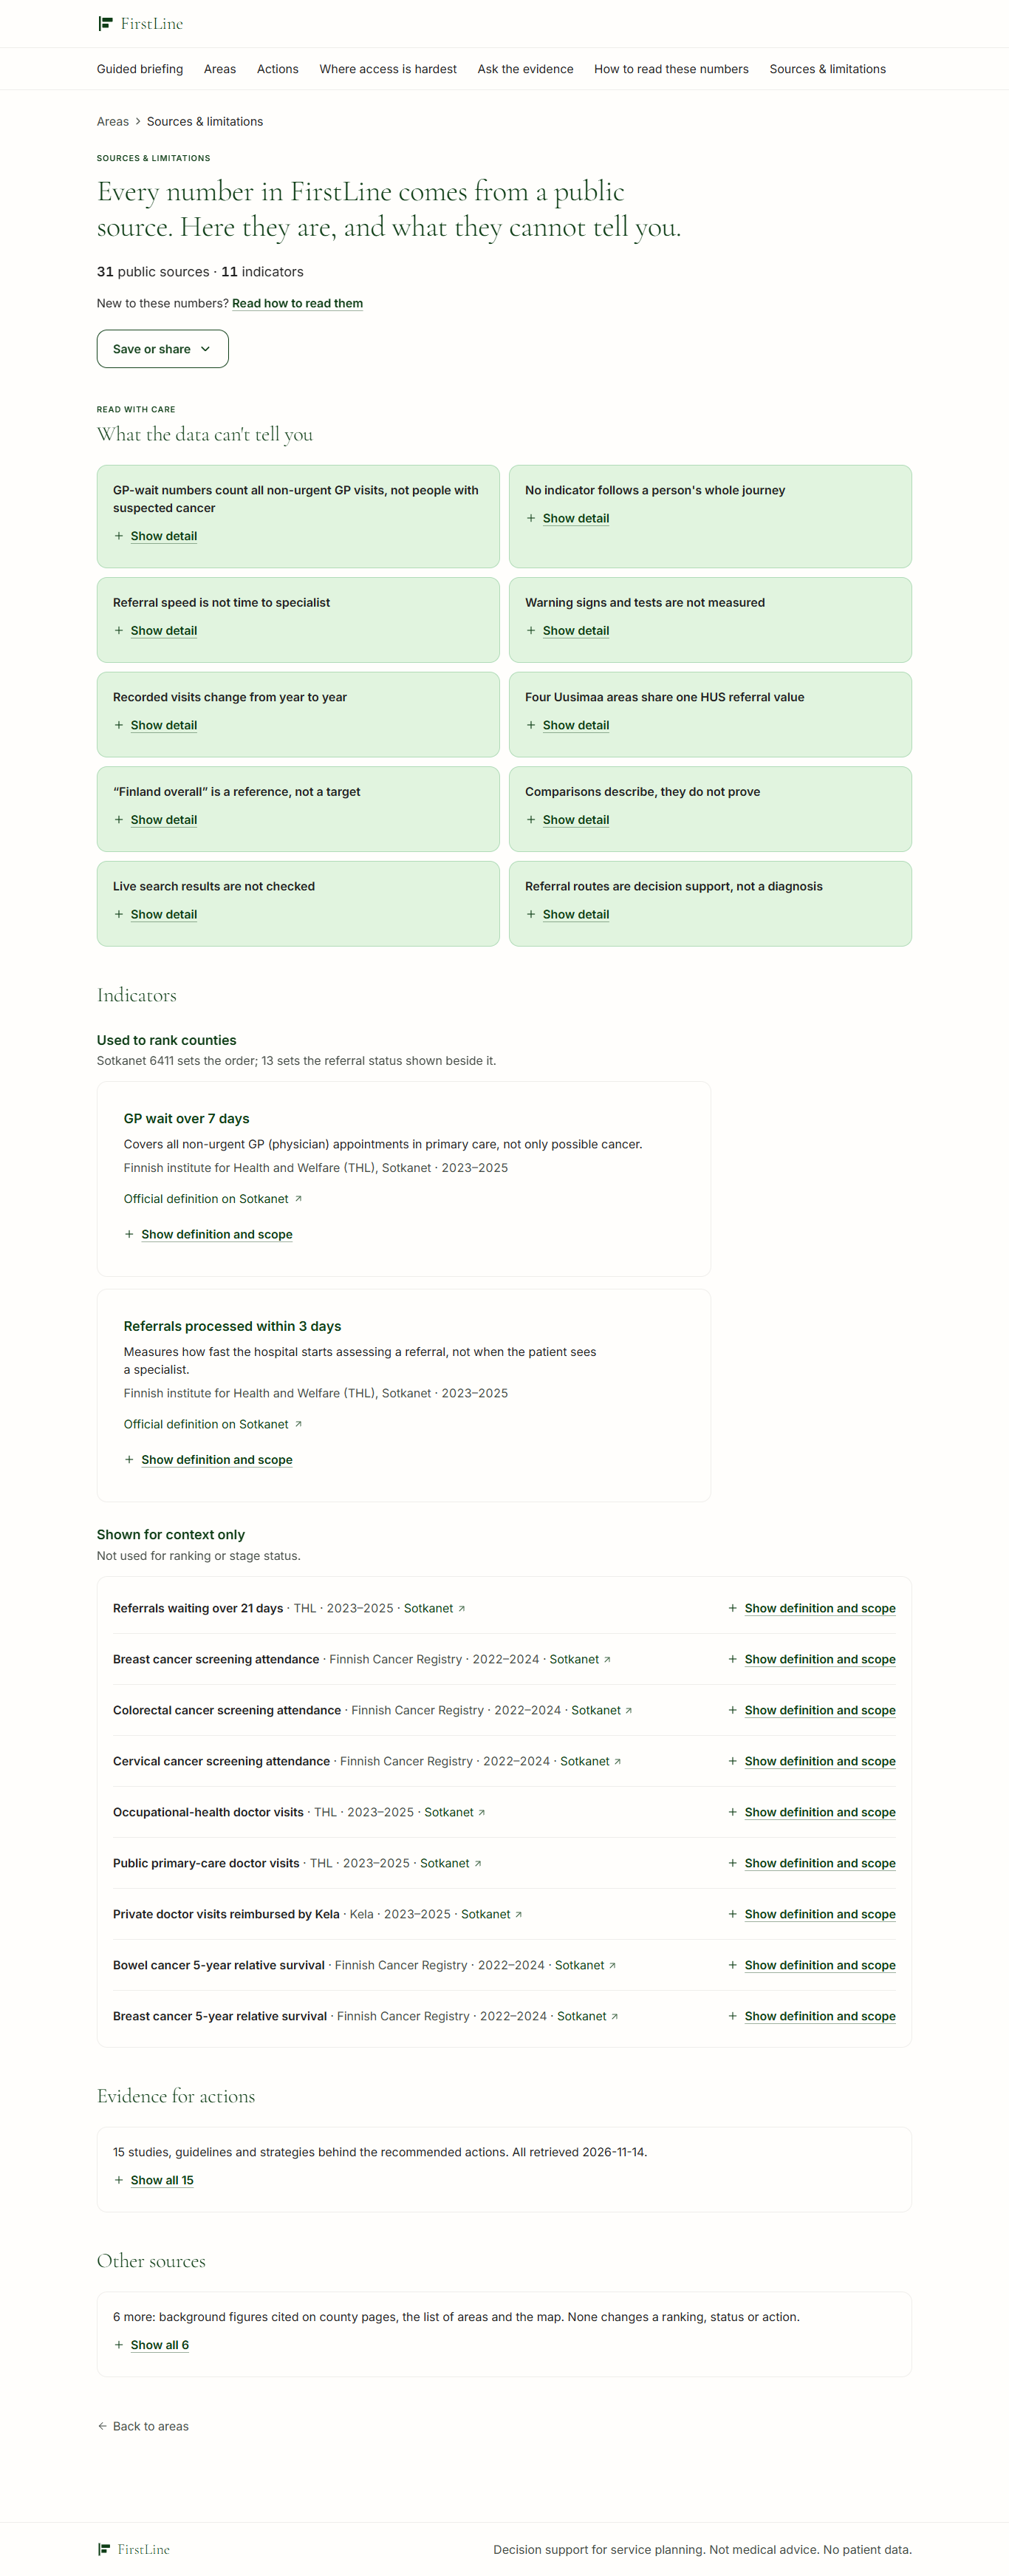 FirstLine
Guided briefing Areas Actions Where access is hardest Ask the evidence How to read these numbers Sources & limitations
Areas > Sources & limitations
SOURCES & LIMITATIONS
Every number in FirstLine comes from a public
source. Here they are, and what they cannot tell you.
31 public sources · 11 indicators
New to these numbers? Read how to read them
Save or share
READ WITH CARE
What the data can't tell you
GP-wait numbers count all non-urgent GP visits, not people with
suspected cancer
+ Show detail
No indicator follows a person's whole journey
+ Show detail
Referral speed is not time to specialist
+ Show detail
Warning signs and tests are not measured
+ Show detail
Recorded visits change from year to year
+ Show detail
Four Uusimaa areas share one HUS referral value
+ Show detail
“Finland overall” is a reference, not a target
+ Show detail
Comparisons describe, they do not prove
+ Show detail
Live search results are not checked
+ Show detail
Referral routes are decision support, not a diagnosis
+ Show detail
Indicators
Used to rank counties
Sotkanet 6411 sets the order; 13 sets the referral status shown beside it.
GP wait over 7 days
Covers all non-urgent GP (physician) appointments in primary care, not only possible cancer.
Finnish institute for Health and Welfare (THL), Sotkanet · 2023–2025
Official definition on Sotkanet ↗
+ Show definition and scope
Referrals processed within 3 days
Measures how fast the hospital starts assessing a referral, not when the patient sees
a specialist.
Finnish institute for Health and Welfare (THL), Sotkanet · 2023–2025
Official definition on Sotkanet ↗
+ Show definition and scope
Shown for context only
Not used for ranking or stage status.
Referrals waiting over 21 days · THL · 2023–2025 · Sotkanet ↗ + Show definition and scope
Breast cancer screening attendance · Finnish Cancer Registry · 2022–2024 · Sotkanet ↗ + Show definition and scope
Colorectal cancer screening attendance · Finnish Cancer Registry · 2022–2024 · Sotkanet ↗ + Show definition and scope
Cervical cancer screening attendance · Finnish Cancer Registry · 2022–2024 · Sotkanet ↗ + Show definition and scope
Occupational-health doctor visits · THL · 2023–2025 · Sotkanet ↗ + Show definition and scope
Public primary-care doctor visits · THL · 2023–2025 · Sotkanet ↗ + Show definition and scope
Private doctor visits reimbursed by Kela · Kela · 2023–2025 · Sotkanet ↗ + Show definition and scope
Bowel cancer 5-year relative survival · Finnish Cancer Registry · 2022–2024 · Sotkanet ↗ + Show definition and scope
Breast cancer 5-year relative survival · Finnish Cancer Registry · 2022–2024 · Sotkanet ↗ + Show definition and scope
Evidence for actions
15 studies, guidelines and strategies behind the recommended actions. All retrieved 2026-11-14.
+ Show all 15
Other sources
6 more: background figures cited on county pages, the list of areas and the map. None changes a ranking, status or action.
+ Show all 6
← Back to areas
FirstLine
Decision support for service planning. Not medical advice. No patient data.